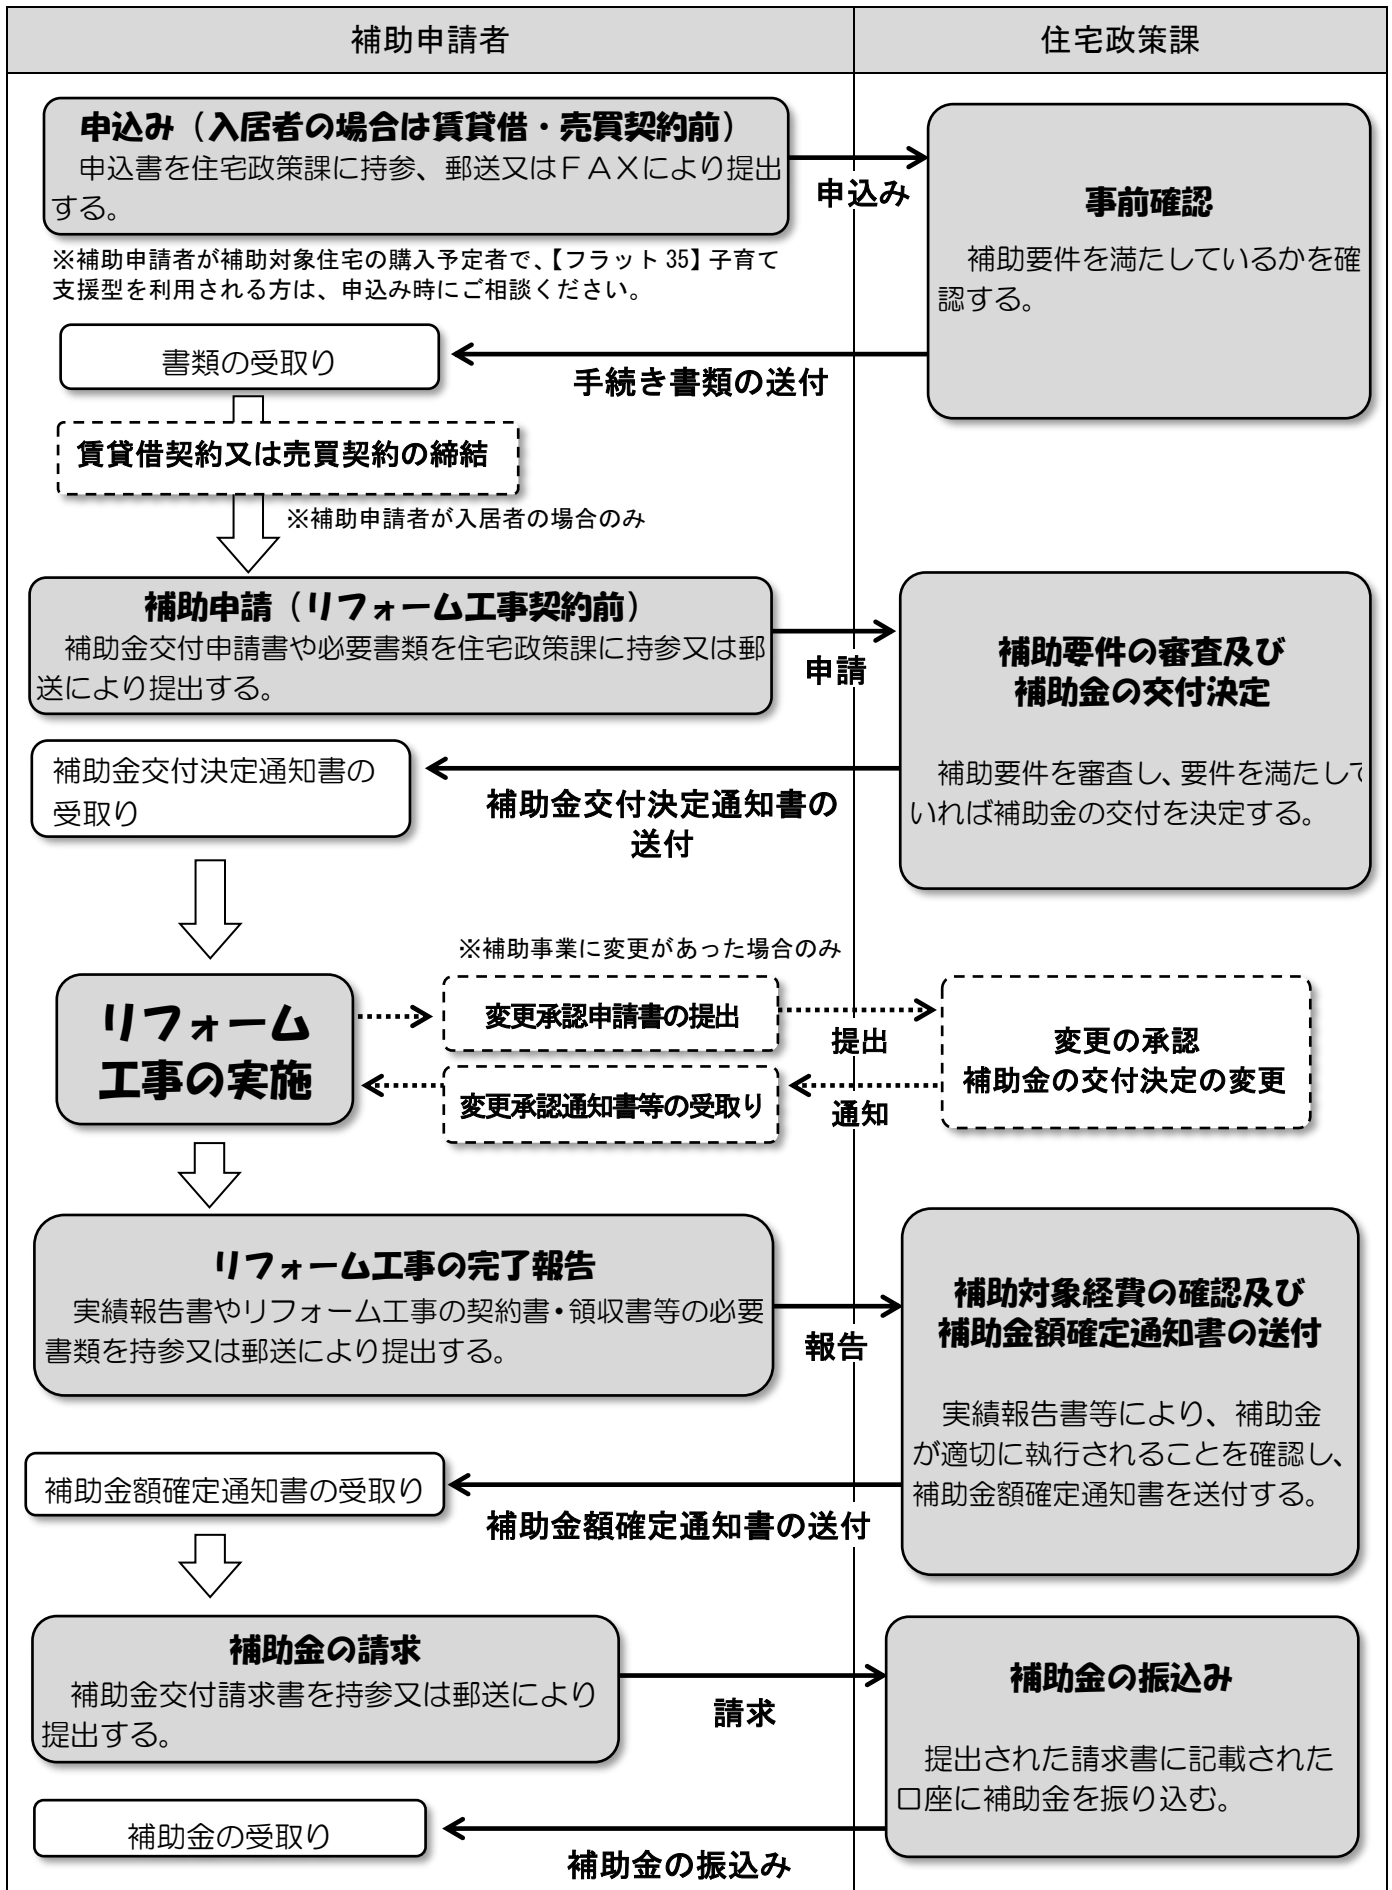 補助申請者
住宅政策課
申込み（入居者の場合は賃貸借・売買契約前）
申込書を住宅政策課に持参、郵送又はＦＡＸにより提出
する。
申込み
事前確認
補助要件を満たしているかを確
認する。
※補助申請者が補助対象住宅の購入予定者で、【フラット 35】子育て
支援型を利用される方は、申込み時にご相談ください。
書類の受取り
手続き書類の送付
賃貸借契約又は売買契約の締結
※補助申請者が入居者の場合のみ
補助申請（リフォーム工事契約前）
補助金交付申請書や必要書類を住宅政策課に持参又は郵
送により提出する。
申請
補助要件の審査及び
補助金の交付決定
補助要件を審査し、要件を満たして
いれば補助金の交付を決定する。
補助金交付決定通知書の
受取り
補助金交付決定通知書の
送付
※補助事業に変更があった場合のみ
リフォーム
工事の実施
変更承認申請書の提出
提出
変更の承認
補助金の交付決定の変更
変更承認通知書等の受取り
通知
リフォーム工事の完了報告
実績報告書やリフォーム工事の契約書・領収書等の必要
書類を持参又は郵送により提出する。
報告
補助対象経費の確認及び
補助金額確定通知書の送付
実績報告書等により、補助金
が適切に執行されることを確認し、
補助金額確定通知書を送付する。
補助金額確定通知書の受取り
補助金額確定通知書の送付
補助金の請求
補助金交付請求書を持参又は郵送により
提出する。
請求
補助金の振込み
提出された請求書に記載された
口座に補助金を振り込む。
補助金の受取り
補助金の振込み